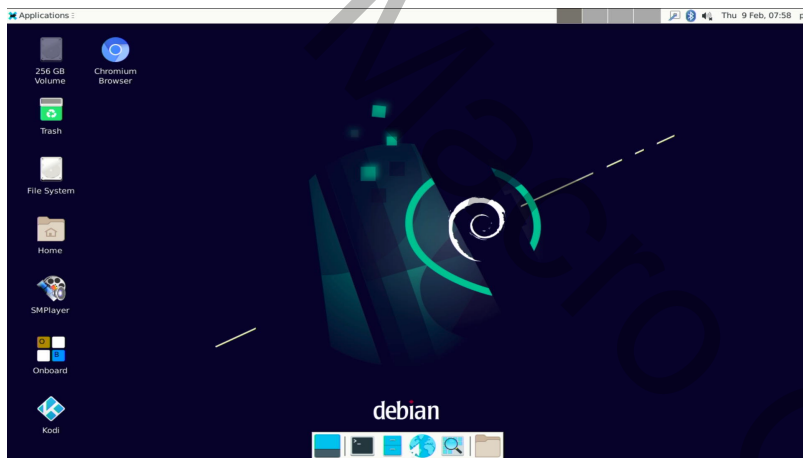 Applications
Thu 9 Feb, 07:58
256 GB
Volume
Chromium
Browser
Trash
File System
Home
SMPlayer
O
B
Onboard
Kodi
debian